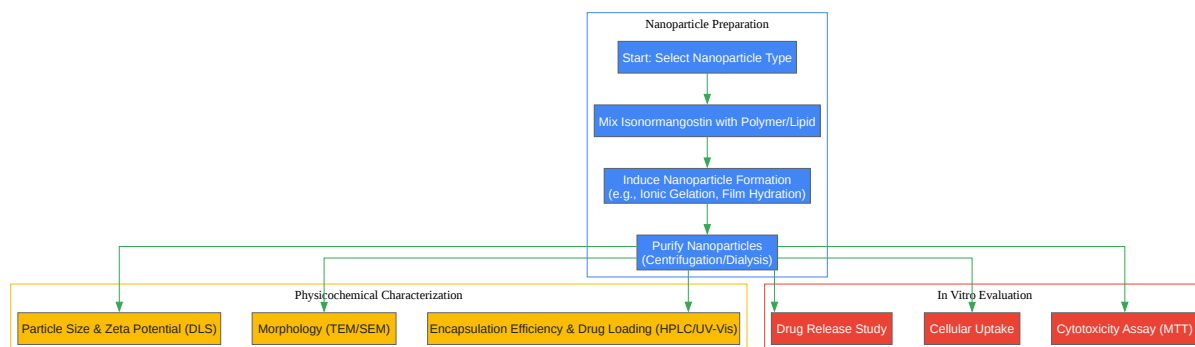 Nanoparticle Preparation
Start: Select Nanoparticle Type
Mix Isonormangostin with Polymer/Lipid
Induce Nanoparticle Formation
(e.g., Ionic Gelation, Film Hydration)
Purify Nanoparticles
(Centrifugation/Dialysis)
Physicochemical Characterization
Particle Size & Zeta Potential (DLS)
Morphology (TEM/SEM)
Encapsulation Efficiency & Drug Loading (HPLC/UV-Vis)
In Vitro Evaluation
Drug Release Study
Cellular Uptake
Cytotoxicity Assay (MTT)